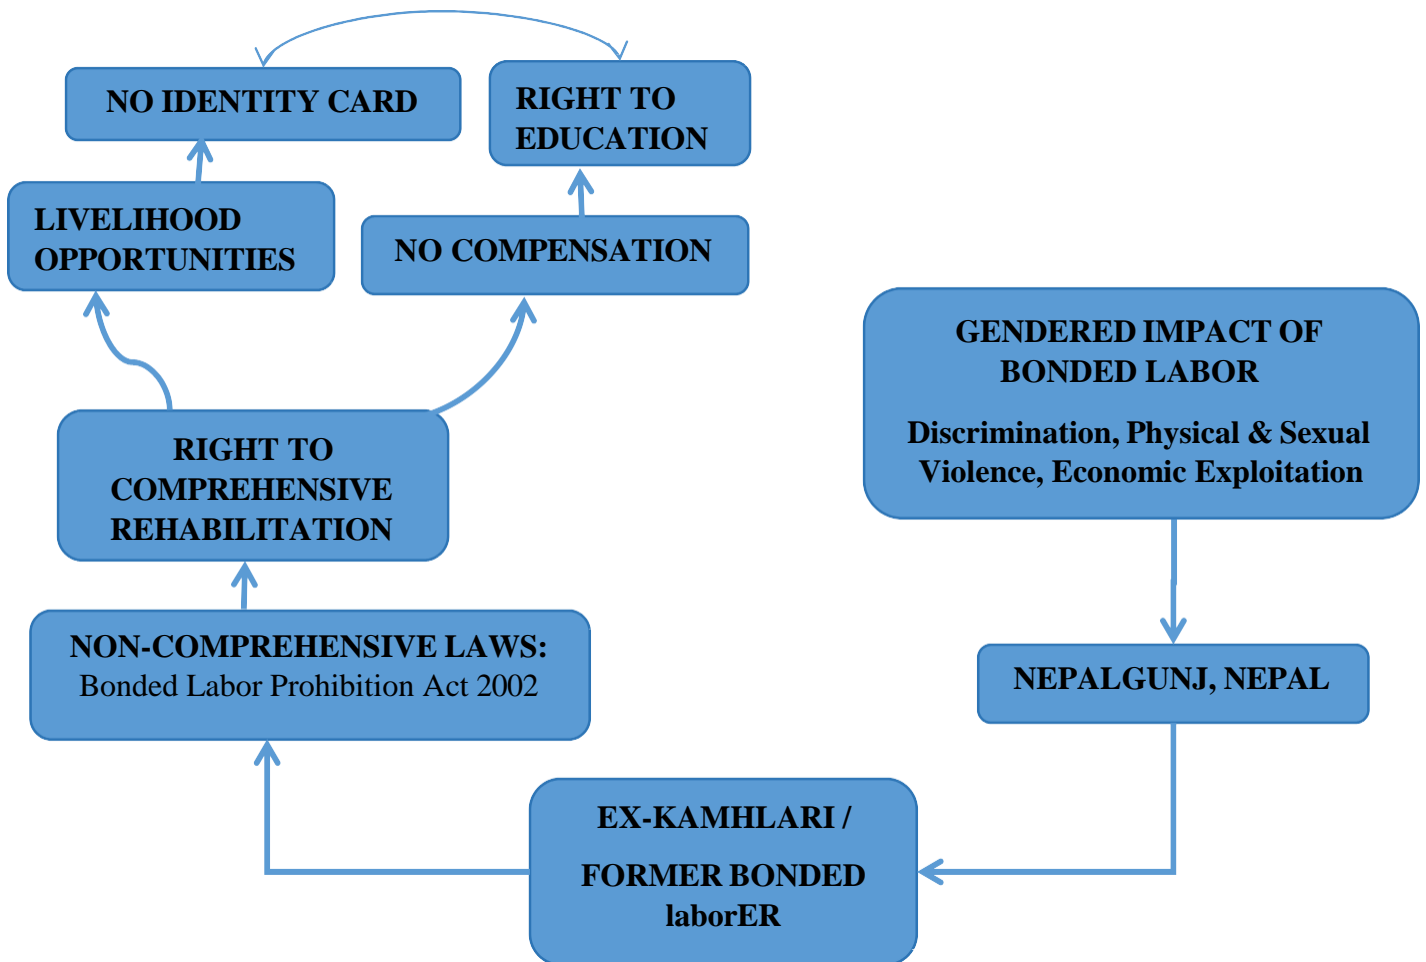 NO IDENTITY CARD
RIGHT TO
EDUCATION
LIVELIHOOD
OPPORTUNITIES
NO COMPENSATION
GENDERED IMPACT OF
BONDED LABOR
Discrimination, Physical & Sexual
Violence, Economic Exploitation
RIGHT TO
COMPREHENSIVE
REHABILITATION
NON-COMPREHENSIVE LAWS:
Bonded Labor Prohibition Act 2002
NEPALGUNJ, NEPAL
EX-KAMHLARI /
FORMER BONDED
laborER